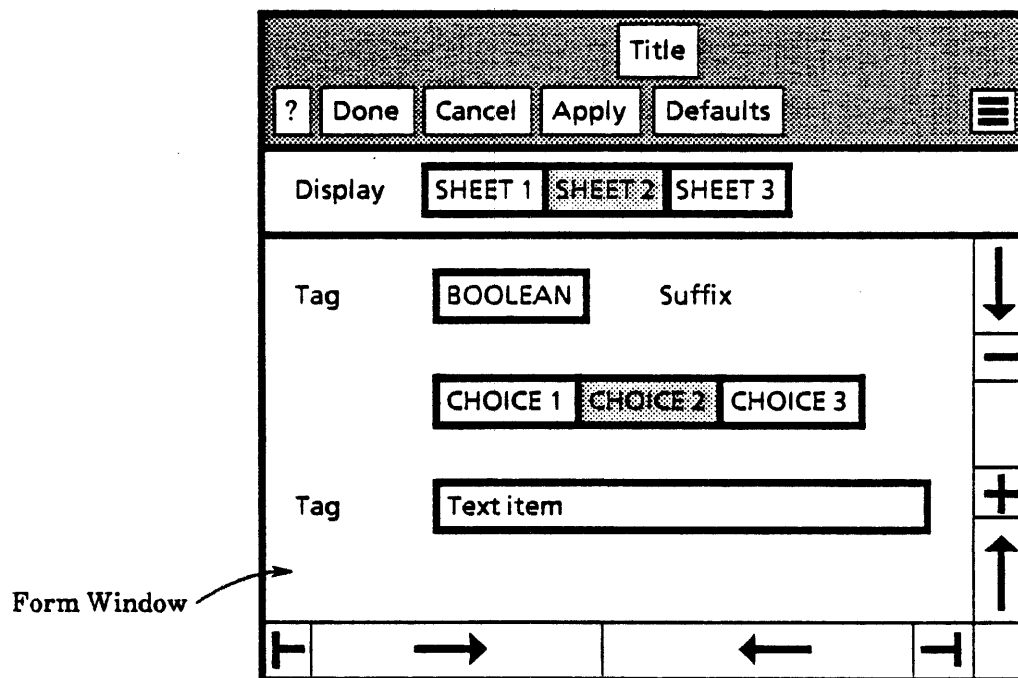 Title
? Done Cancel Apply Defaults
Display SHEET 1 SHEET 2 SHEET 3
Tag BOOLEAN Suffix
CHOICE 1 CHOICE 2 CHOICE 3
Tag Text item
Form Window